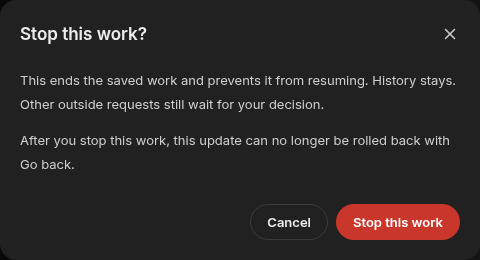 Stop this work?
This ends the saved work and prevents it from resuming. History stays.
Other outside requests still wait for your decision.
After you stop this work, this update can no longer be rolled back with
Go back.
Cancel
Stop this work